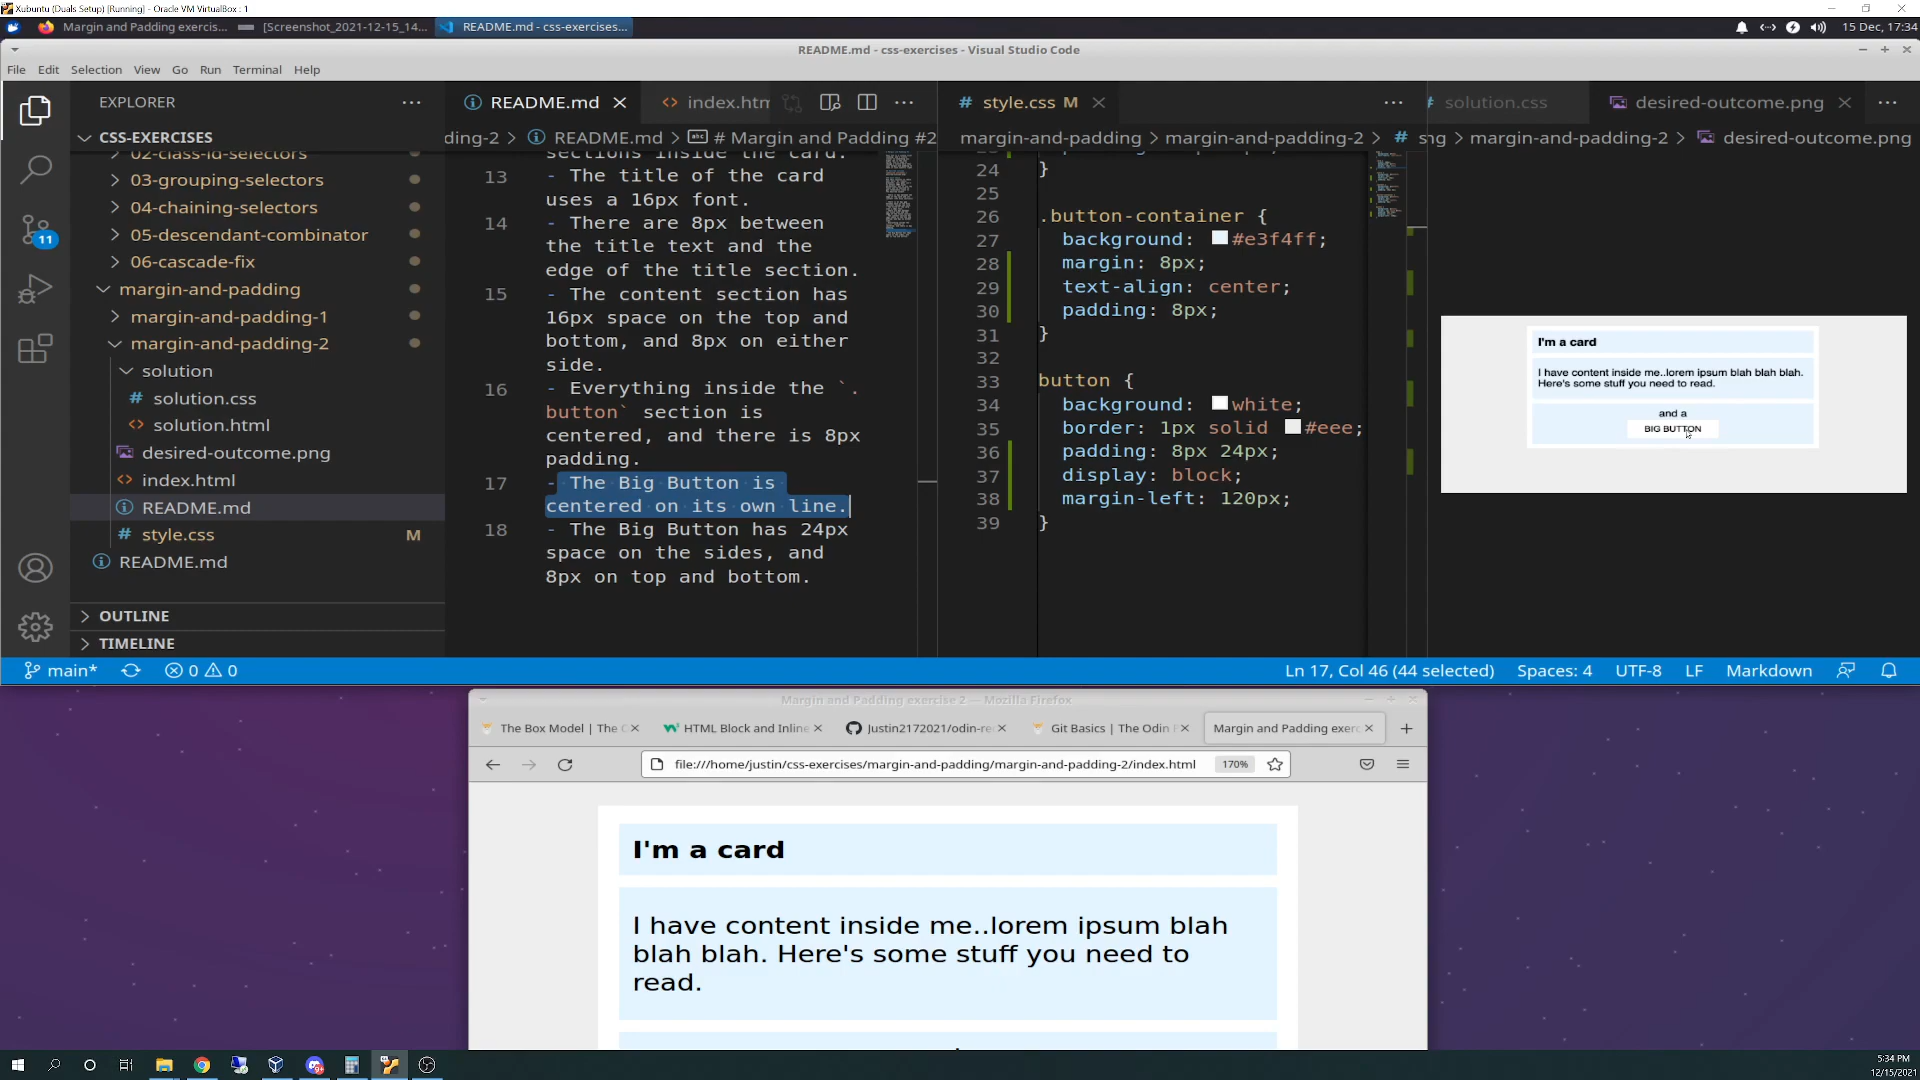 Xubuntu (Duals Setup) [Running] - Oracle VM VirtualBox : 1
Margin and Padding exercis...
[Screenshot_2021-12-15_14...
README.md - css-exercises...
15 Dec, 17:34
README.md - css-exercises - Visual Studio Code
File Edit Selection View Go Run Terminal Help
EXPLORER
README.md
index.htm
style.css M
solution.css
desired-outcome.png
CSS-EXERCISES
ding-2 > README.md > # Margin and Padding #2
margin-and-padding > margin-and-padding-2 > #
> margin-and-padding-2 > desired-outcome.png
02-class-id-selectors
03-grouping-selectors
04-chaining-selectors
05-descendant-combinator
06-cascade-fix
margin-and-padding
margin-and-padding-1
margin-and-padding-2
solution
solution.css
solution.html
desired-outcome.png
index.html
README.md
style.css M
README.md
OUTLINE
TIMELINE
11
sections inside the card.
13 - The title of the card
uses a 16px font.
14 - There are 8px between
the title text and the
edge of the title section.
15 - The content section has
16px space on the top and
bottom, and 8px on either
side.
16 - Everything inside the `.
button` section is
centered, and there is 8px
padding.
17 - The Big Button is
centered on its own line.
18 - The Big Button has 24px
space on the sides, and
8px on top and bottom.
24 }
25
26 .button-container {
27 background: #e3f4ff;
28 margin: 8px;
29 text-align: center;
30 padding: 8px;
31 }
32
33 button {
34 background: white;
35 border: 1px solid #eee;
36 padding: 8px 24px;
37 display: block;
38 margin-left: 120px;
39 }
I'm a card
I have content inside me..lorem ipsum blah blah blah.
Here's some stuff you need to read.
and a
BIG BUTTON
main* 0 0
Ln 17, Col 46 (44 selected) Spaces: 4 UTF-8 LF Markdown
Margin and Padding exercise 2 — Mozilla Firefox
The Box Model | The O
HTML Block and Inline
Justin2172021/odin-re
Git Basics | The Odin P
Margin and Padding exerc
file:///home/justin/css-exercises/margin-and-padding/margin-and-padding-2/index.html
170%
I'm a card
I have content inside me..lorem ipsum blah
blah blah. Here's some stuff you need to
read.
5:34 PM
12/15/2021